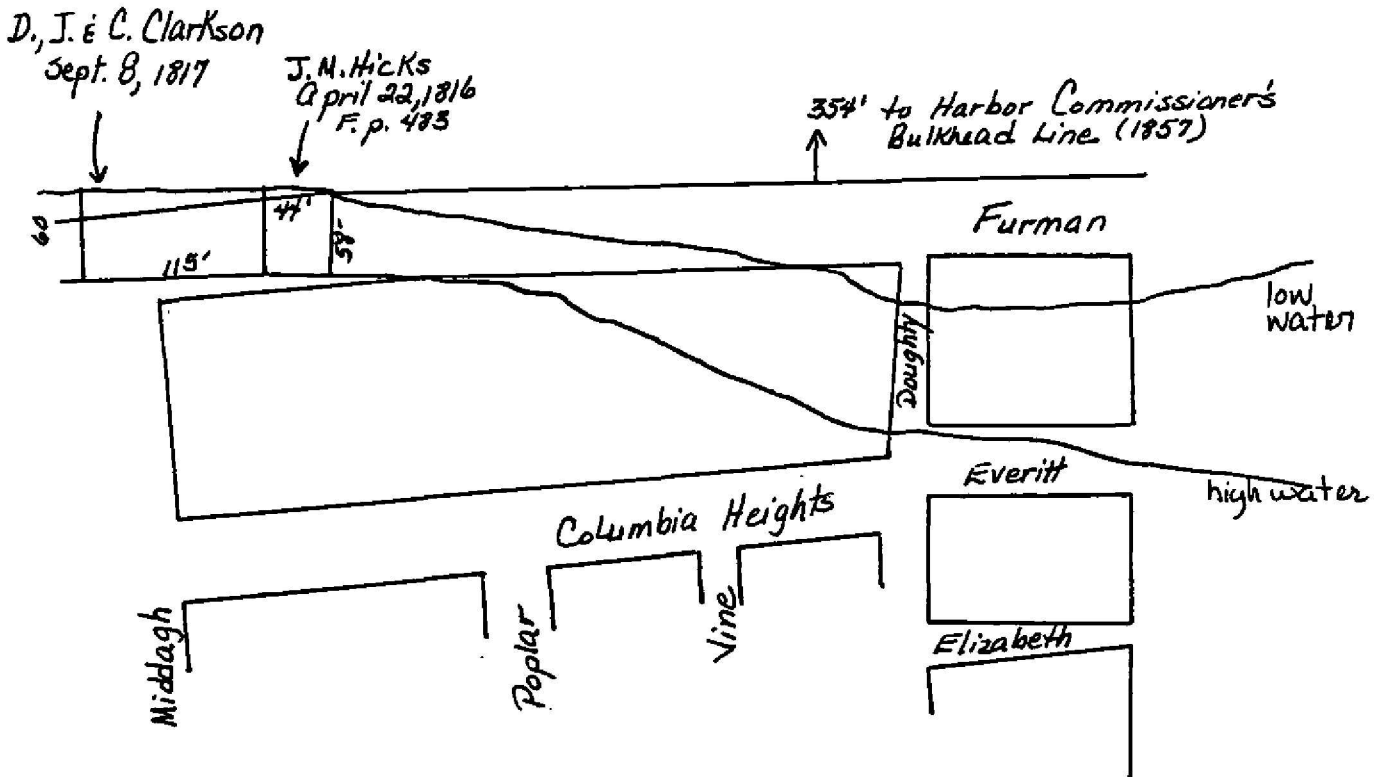 D., J. & C. Clarkson
Sept. 8, 1817
J. M. Hicks
April 22, 1816
F. p. 483
354' to Harbor Commissioner's
Bulkhead Line (1857)
60
44'
58'
115'
Furman
low
water
Doughty
Everitt
high water
Columbia Heights
Middagh
Poplar
Vine
Elizabeth